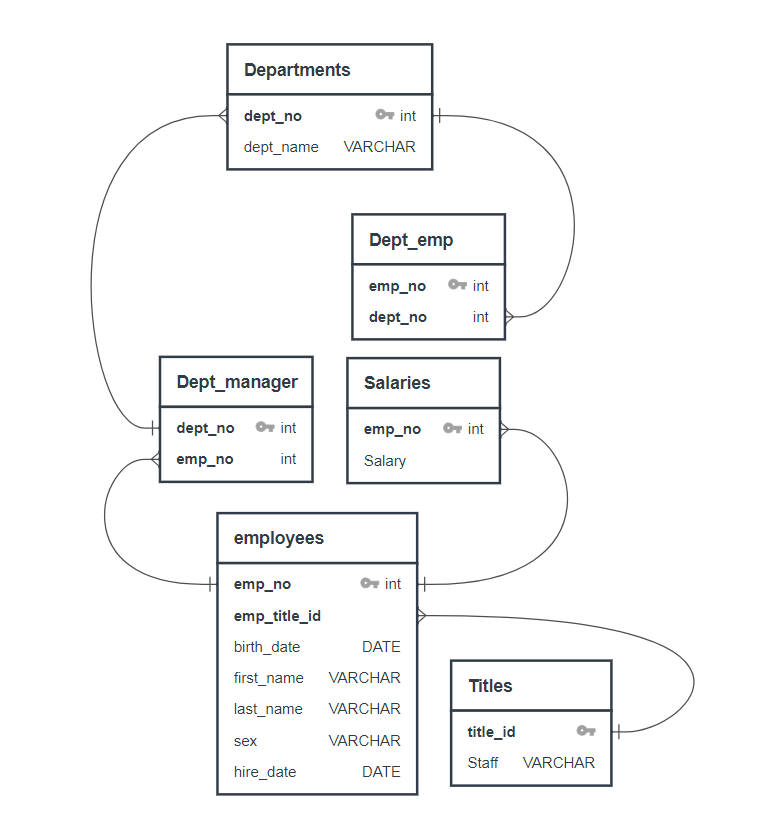 Departments
dept_no int
dept_name VARCHAR
Dept_emp
emp_no int
dept_no int
Dept_manager
dept_no int
emp_no int
Salaries
emp_no int
Salary
employees
emp_no int
emp_title_id
birth_date DATE
first_name VARCHAR
last_name VARCHAR
sex VARCHAR
hire_date DATE
Titles
title_id
Staff VARCHAR